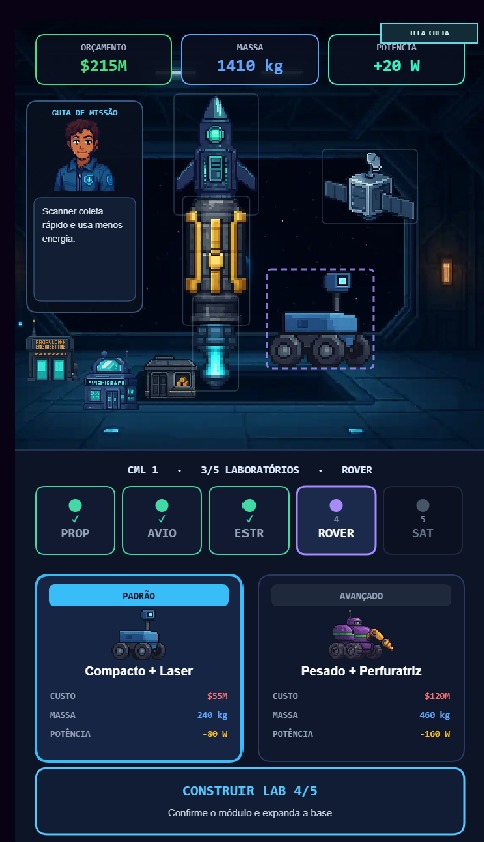 ORÇAMENTO
$215M
MASSA
1410 kg
POTÊNCIA
+20 W
GUIA DE MISSÃO
Scanner coleta
rápido e usa menos
energia.
CML 1 · 3/5 LABORATÓRIOS · ROVER
✓
PROP
✓
AVIO
✓
ESTR
4
ROVER
5
SAT
PADRÃO
Compacto + Laser
CUSTO $55M
MASSA 240 kg
POTÊNCIA -80 W
AVANÇADO
Pesado + Perfuratriz
CUSTO $120M
MASSA 460 kg
POTÊNCIA -160 W
CONSTRUIR LAB 4/5
Confirme o módulo e expanda a base